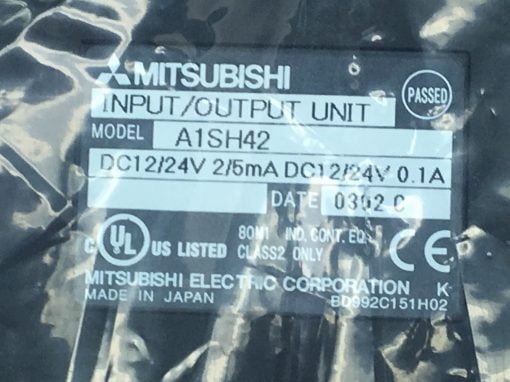 MITSUBISHI
PASSED
INPUT/OUTPUT UNIT
MODEL A1SH42
DC12/24V 2/5mA DC12/24V 0.1A
DATE 0302 C
C UL US LISTED 80M1 IND. CONT. EQ.
CLASS2 ONLY
CE
MITSUBISHI ELECTRIC CORPORATION K
MADE IN JAPAN BD992C151H02